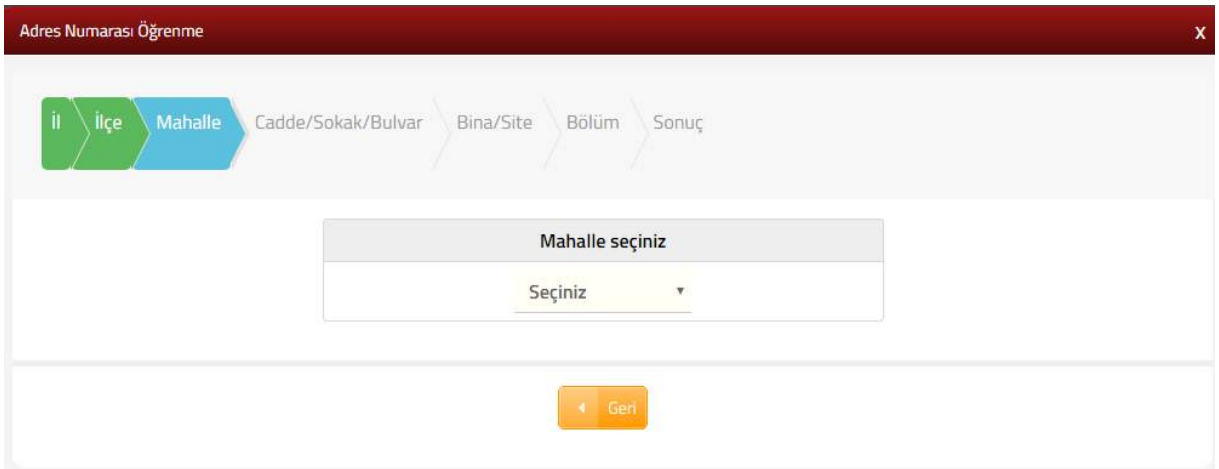 Adres Numarası Öğrenme X
İl İlçe Mahalle Cadde/Sokak/Bulvar Bina/Site Bölüm Sonuç
Mahalle seçiniz
Seçiniz
Geri